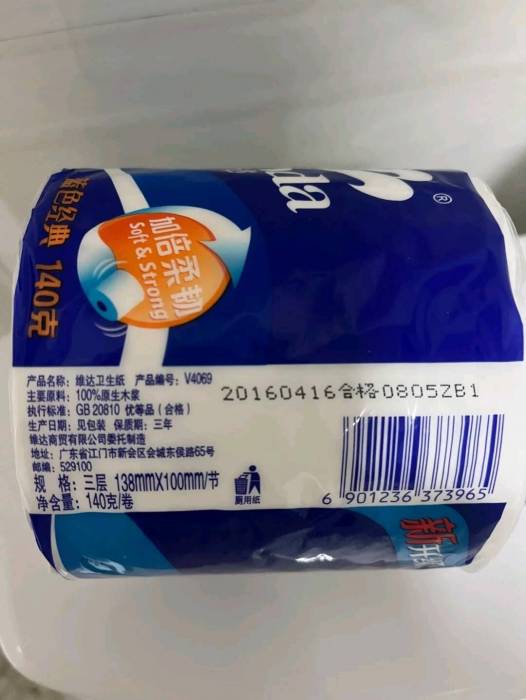 da
®
蓝色经典 140克
加倍柔韧
Soft & Strong
产品名称：维达卫生纸 产品编号：V4069
主要原料：100%原生木浆
执行标准：GB 20810 优等品（合格）
生产日期：见包装 保质期：三年
维达商贸有限公司委托制造
地址：广东省江门市新会区会城东侯路65号
邮编：529100
规 格：三层 138mmX100mm/节
净含量：140克/卷
20160416合格0805ZB1
厕用纸
6 901236 373965
新